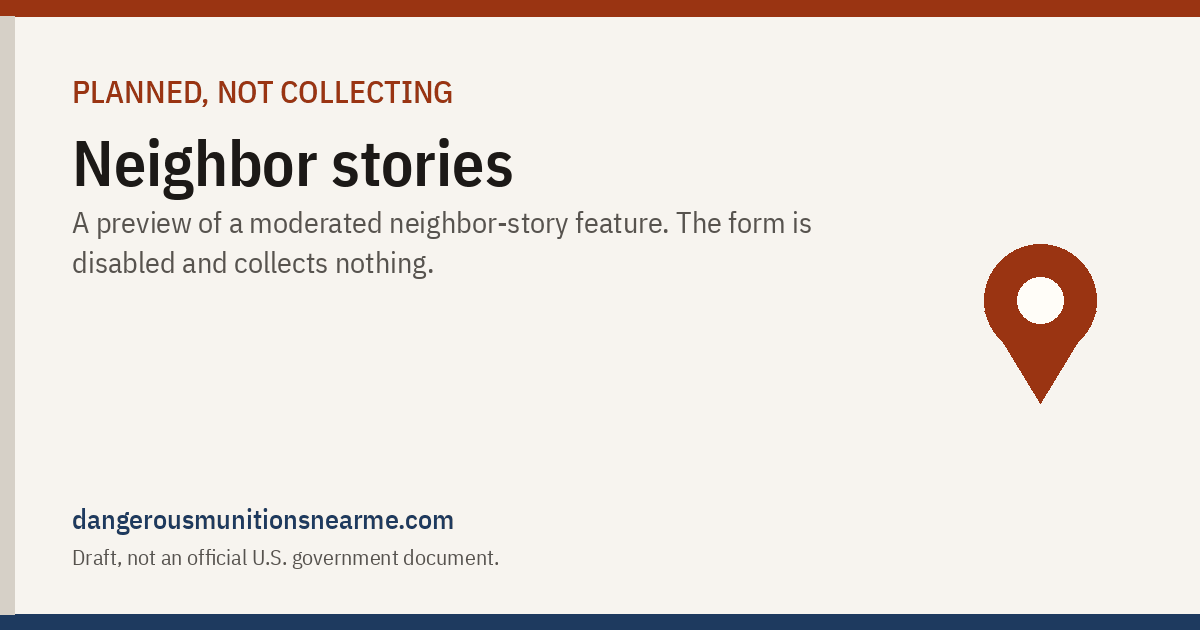 PLANNED, NOT COLLECTING
Neighbor stories
A preview of a moderated neighbor-story feature. The form is
disabled and collects nothing.
dangerousmunitionsnearme.com
Draft, not an official U.S. government document.